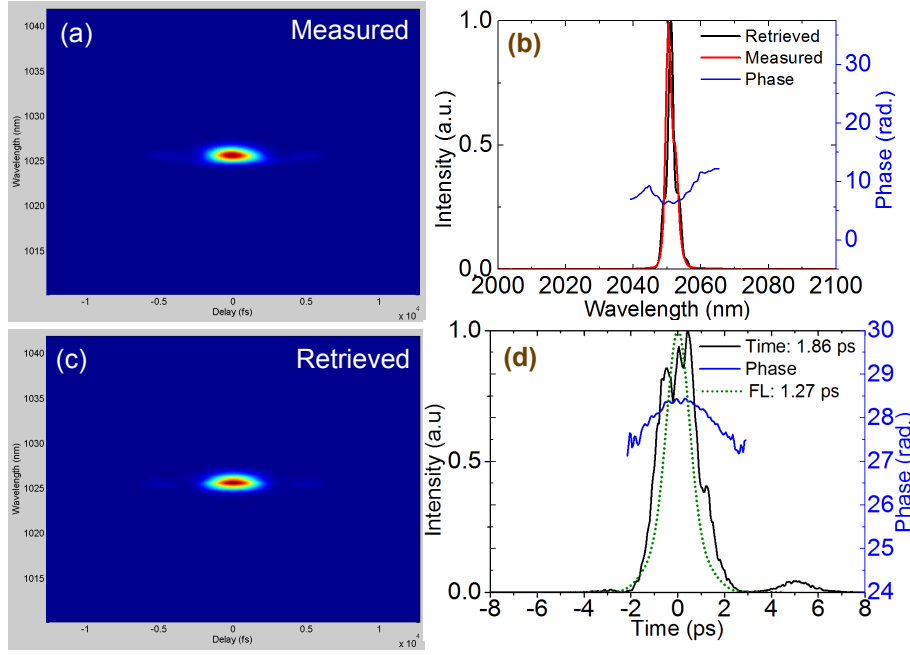 (a) Measured
Wavelength (nm)
1040
1035
1030
1025
1020
1015
-1 -0.5 0 0.5 1
Delay (fs)
x 10⁴
(b)
Retrieved
Measured
Phase
Intensity (a.u.)
1.0
0.5
0.0
Phase (rad.)
30
20
10
0
2000 2020 2040 2060 2080 2100
Wavelength (nm)
(c) Retrieved
Wavelength (nm)
1040
1035
1030
1025
1020
1015
-1 -0.5 0 0.5 1
Delay (fs)
x 10⁴
(d)
Time: 1.86 ps
Phase
FL: 1.27 ps
Intensity (a.u)
1.0
0.5
0.0
Phase (rad.)
30
29
28
27
26
25
24
-8 -6 -4 -2 0 2 4 6 8
Time (ps)